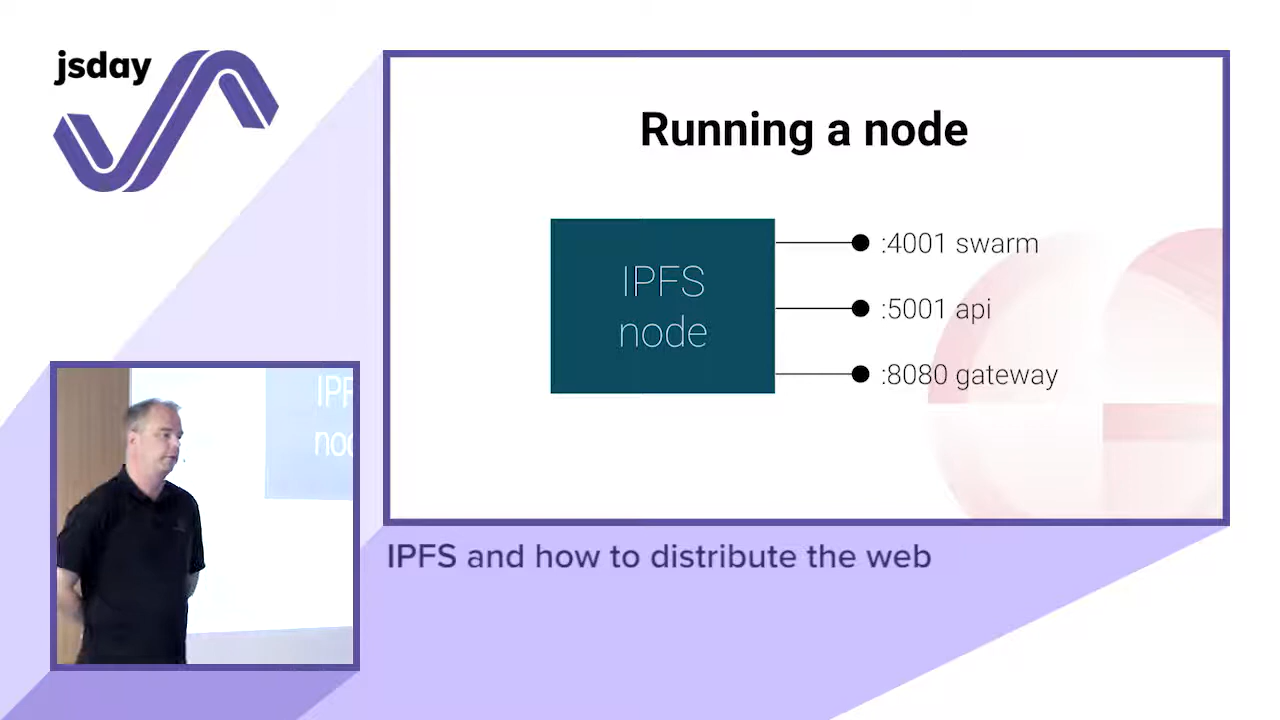 jsday
Running a node
IPFS
node
:4001 swarm
:5001 api
:8080 gateway
IPFS and how to distribute the web